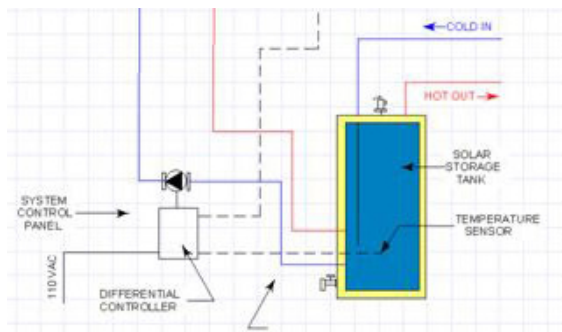 COLD IN
HOT OUT
SOLAR
STORAGE
TANK
SYSTEM
CONTROL
PANEL
TEMPERATURE
SENSOR
110 VAC
DIFFERENTIAL
CONTROLLER